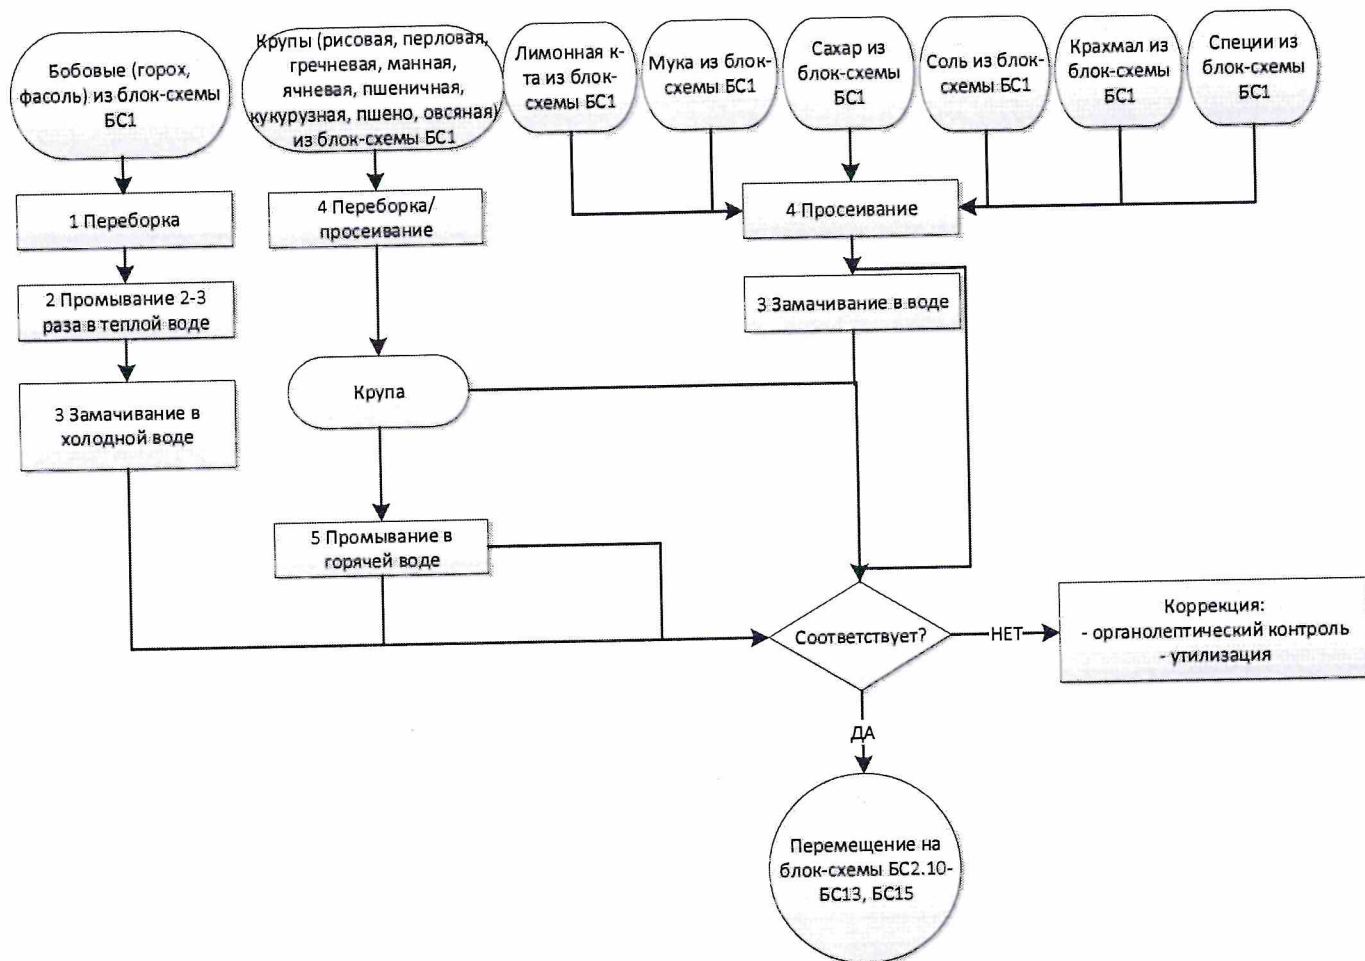 Бобовые (горох,
фасоль) из блок-схемы
БС1
Крупы (рисовая, перловая,
гречневая, манная,
ячневая, пшеничная,
кукурузная, пшено, овсяная)
из блок-схемы БС1
Лимонная к-
та из блок-
схемы БС1
Мука из блок-
схемы БС1
Сахар из
блок-схемы
БС1
Соль из блок-
схемы БС1
Крахмал из
блок-схемы
БС1
Специи из
блок-схемы
БС1
1 Переборка
4 Переборка/
просеивание
4 Просеивание
2 Промывание 2-3
раза в теплой воде
3 Замачивание в воде
3 Замачивание в
холодной воде
Крупа
5 Промывание в
горячей воде
Соответствует?
НЕТ
Коррекция:
- органолептический контроль
- утилизация
ДА
Перемещение на
блок-схемы БС2.10-
БС13, БС15